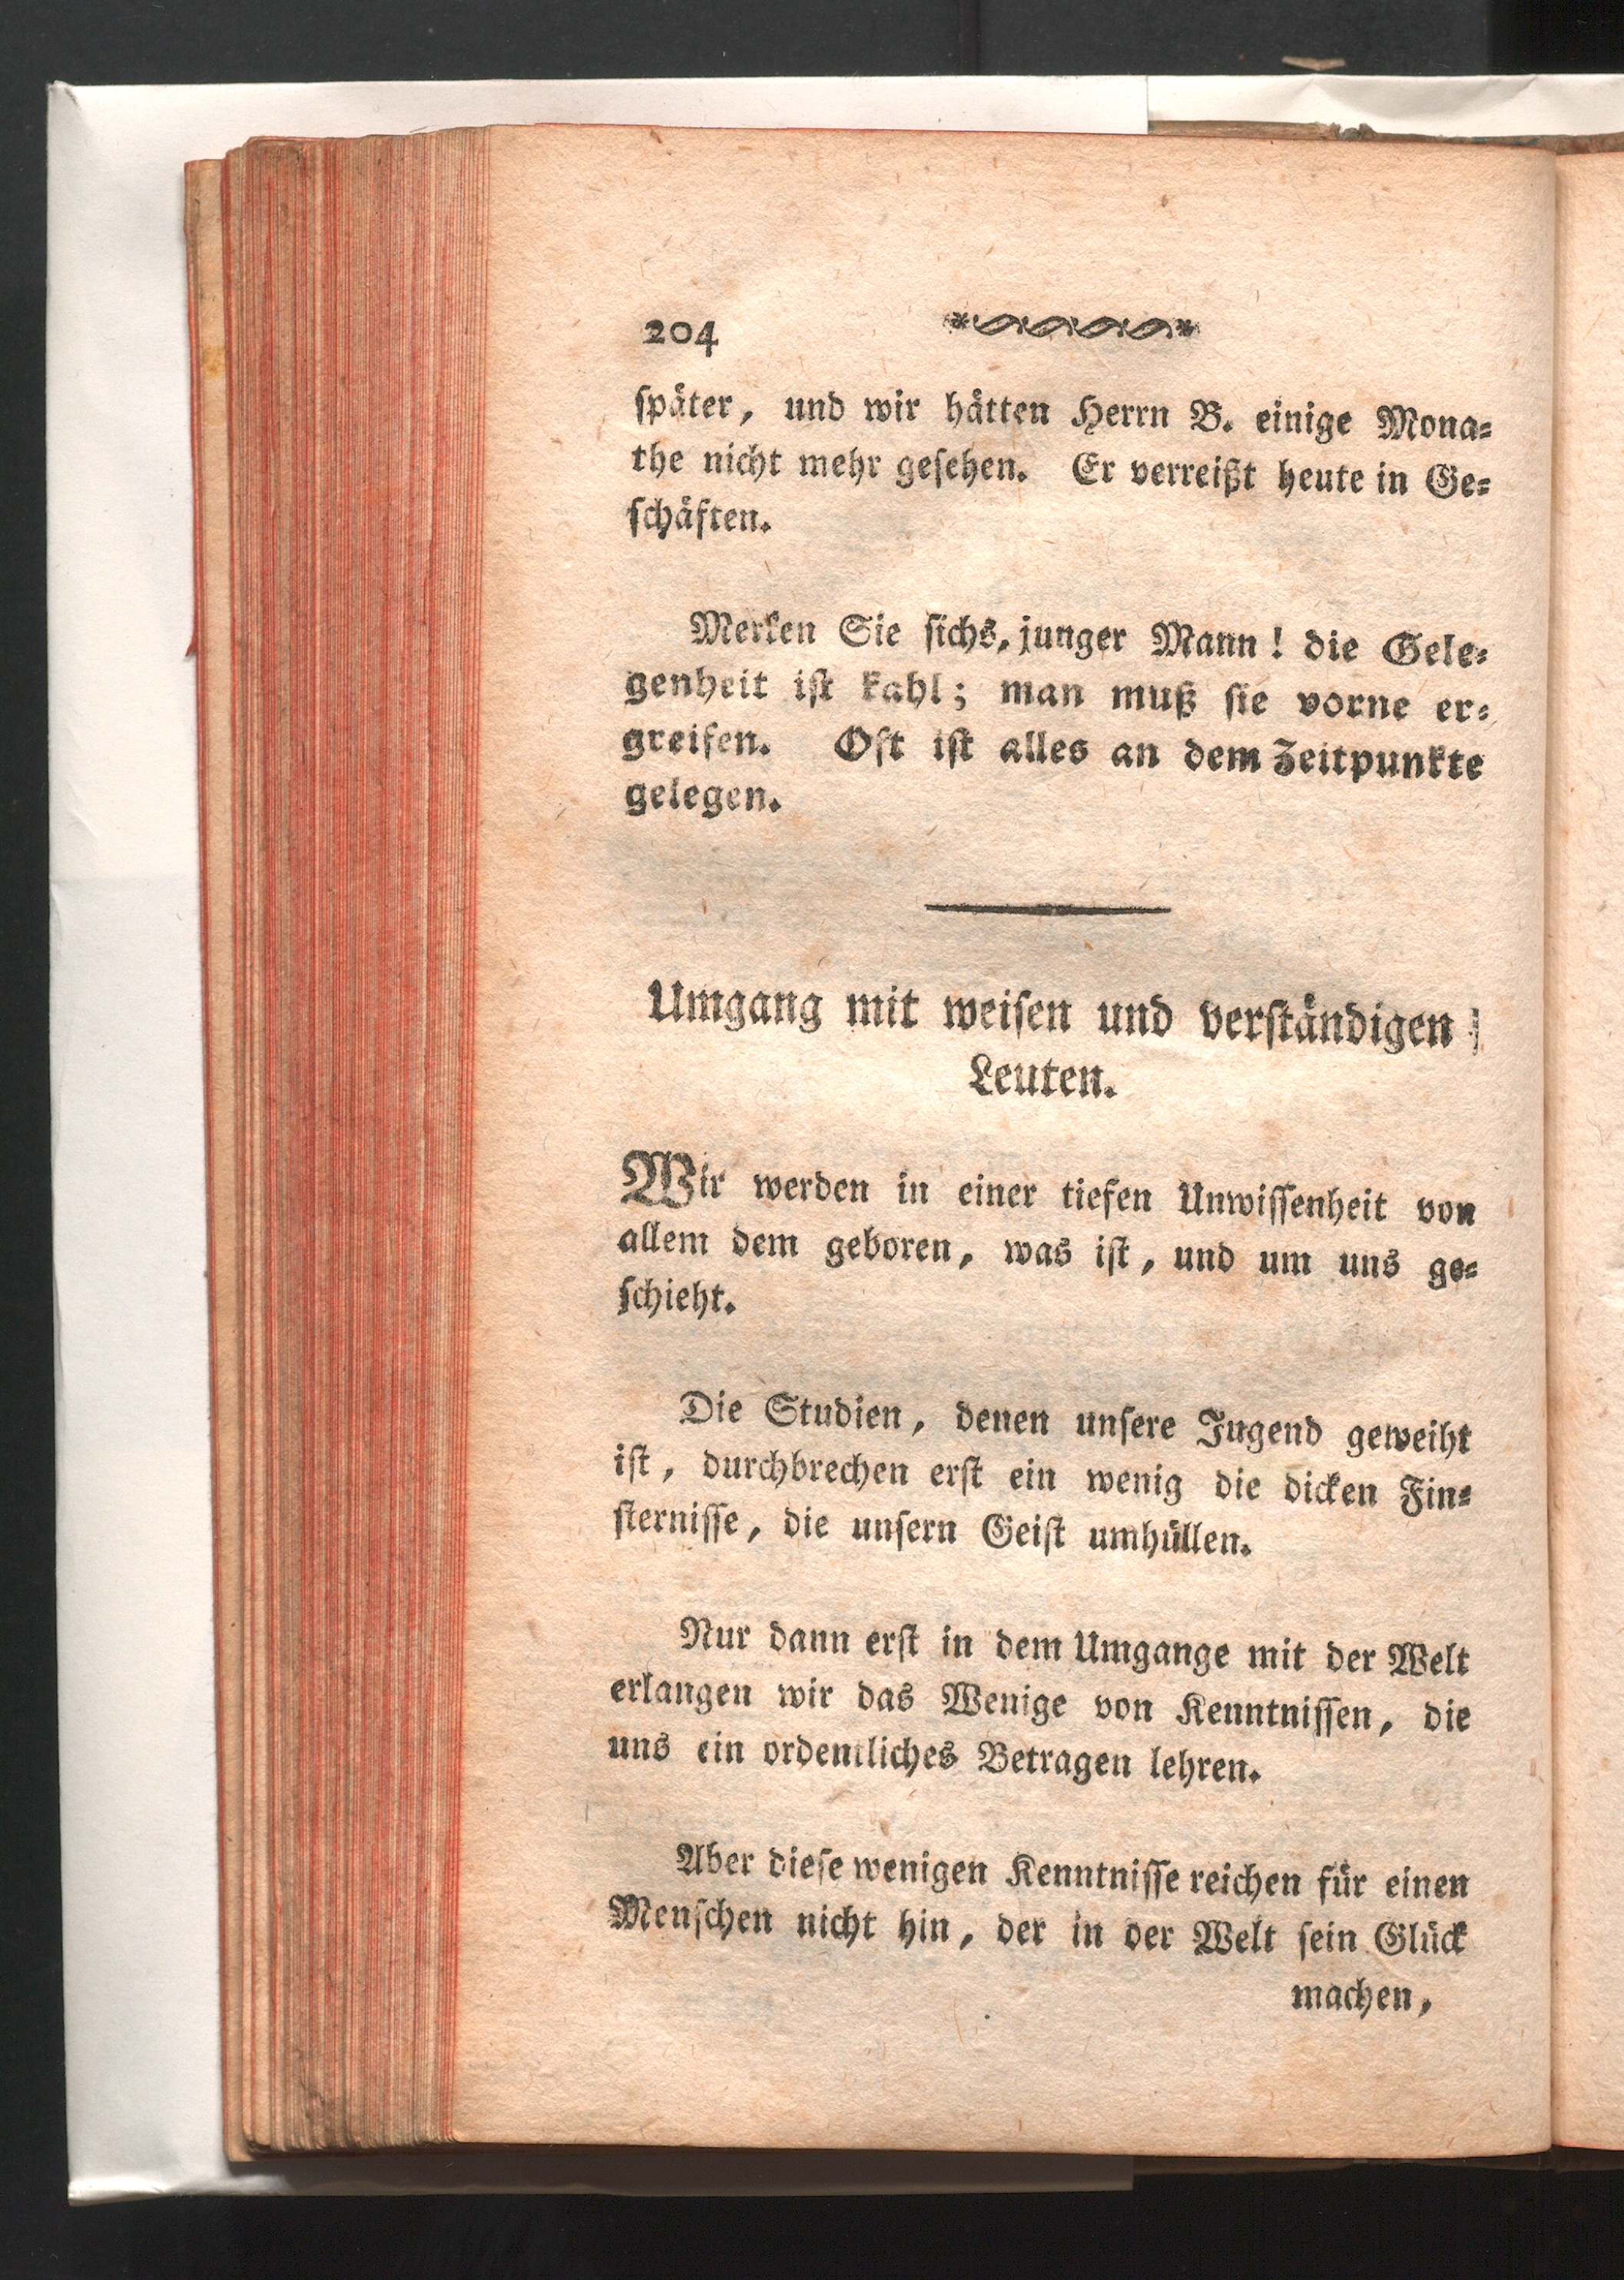 204
ſpäter, und wir hätten Herrn B. einige Mona⸗
the nicht mehr geſehen. Er verreißt heute in Ge⸗
ſchäften.
Merken Sie ſichs, junger Mann! die Gele⸗
genheit iſt kahl; man muß ſie vorne er⸗
greifen. Oft iſt alles an dem Zeitpunkte
gelegen.
Umgang mit weiſen und verſtändigen
Leuten.
Wir werden in einer tiefen Unwiſſenheit von
allem dem geboren, was iſt, und um uns ge⸗
ſchieht.
Die Studien, denen unſere Jugend geweiht
iſt, durchbrechen erſt ein wenig die dicken Fin⸗
ſterniſſe, die unſern Geiſt umhüllen.
Nur dann erſt in dem Umgange mit der Welt
erlangen wir das Wenige von Kenntniſſen, die
uns ein ordentliches Betragen lehren.
Aber dieſe wenigen Kenntniſſe reichen für einen
Menſchen nicht hin, der in der Welt ſein Glück
machen,